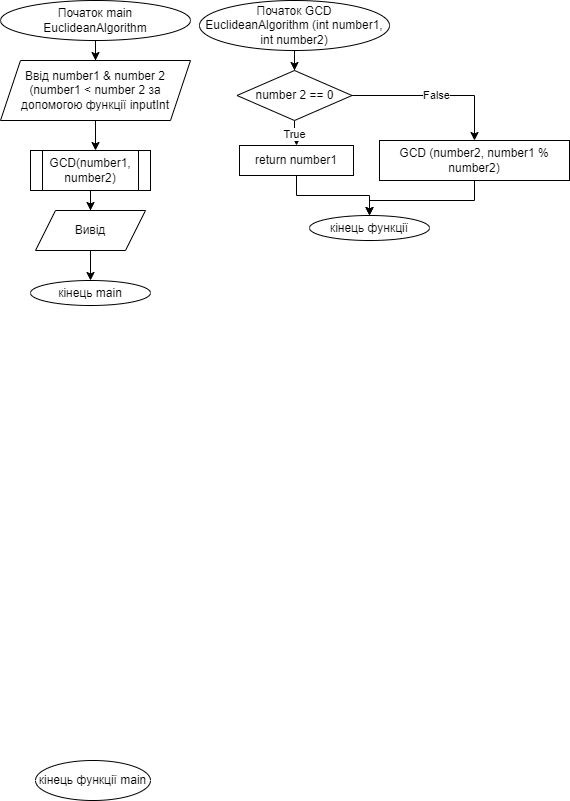 Початок main
EuclideanAlgorithm
Ввід number1 & number 2
(number1 < number 2 за
допомогою функції inputInt
GCD(number1,
number2)
Вивід
кінець main
Початок GCD
EuclideanAlgorithm (int number1,
int number2)
number 2 == 0
False
True
return number1
GCD (number2, number1 %
number2)
кінець функції
кінець функції main